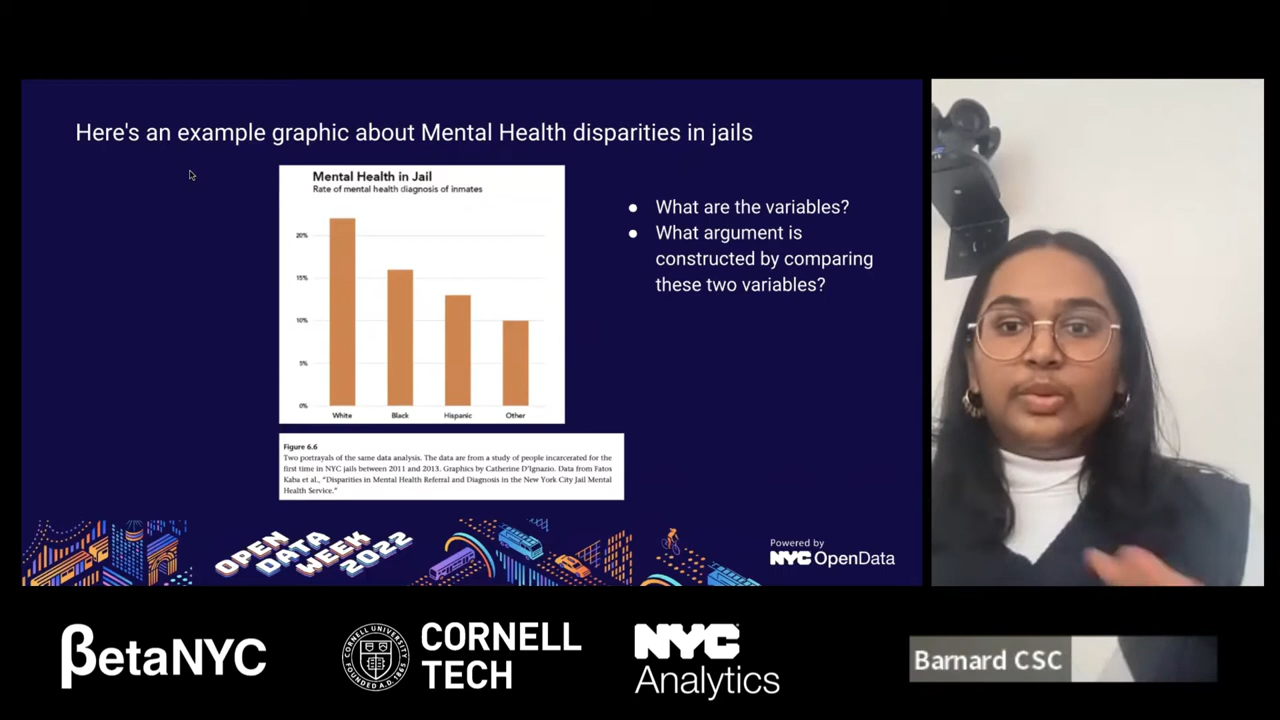 Here's an example graphic about Mental Health disparities in jails
Mental Health in Jail
Rate of mental health diagnosis of inmates
20%
15%
10%
5%
0%
White Black Hispanic Other
Figure 6.6
Two portrayals of the same data analysis. The data are from a study of people incarcerated for the
first time in NYC jails between 2011 and 2013. Graphics by Catherine D'Ignazio. Data from Fatos
Kaba et al., "Disparities in Mental Health Referral and Diagnosis in the New York City Jail Mental
Health Service."
● What are the variables?
● What argument is
constructed by comparing
these two variables?
OPEN
DATA
WEEK
2022
Powered by
NYC OpenData
βetaNYC
CORNELL UNIVERSITY
FOUNDED A.D. 1865
CORNELL
TECH
NYC
Analytics
Barnard CSC